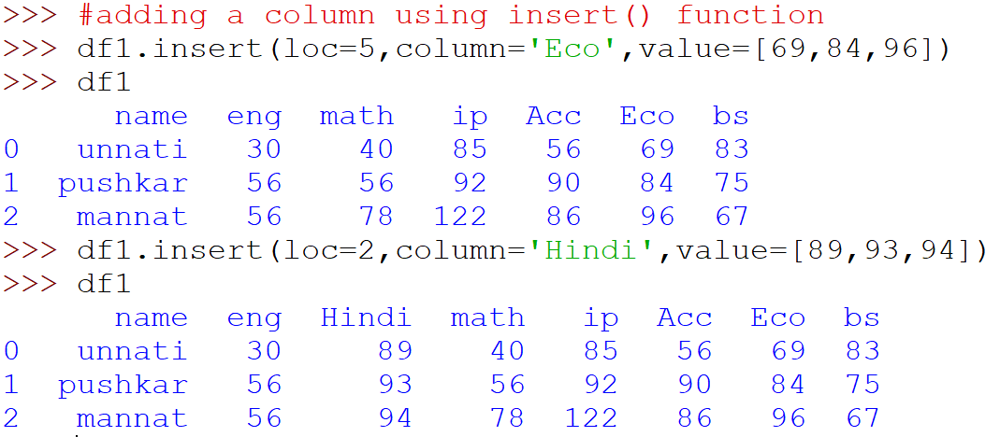 >>> #adding a column using insert() function
>>> df1.insert(loc=5,column='Eco',value=[69,84,96])
>>> df1
      name  eng  math   ip  Acc  Eco  bs
0   unnati   30    40   85   56   69  83
1  pushkar   56    56   92   90   84  75
2   mannat   56    78  122   86   96  67
>>> df1.insert(loc=2,column='Hindi',value=[89,93,94])
>>> df1
      name  eng  Hindi  math   ip  Acc  Eco  bs
0   unnati   30     89    40   85   56   69  83
1  pushkar   56     93    56   92   90   84  75
2   mannat   56     94    78  122   86   96  67